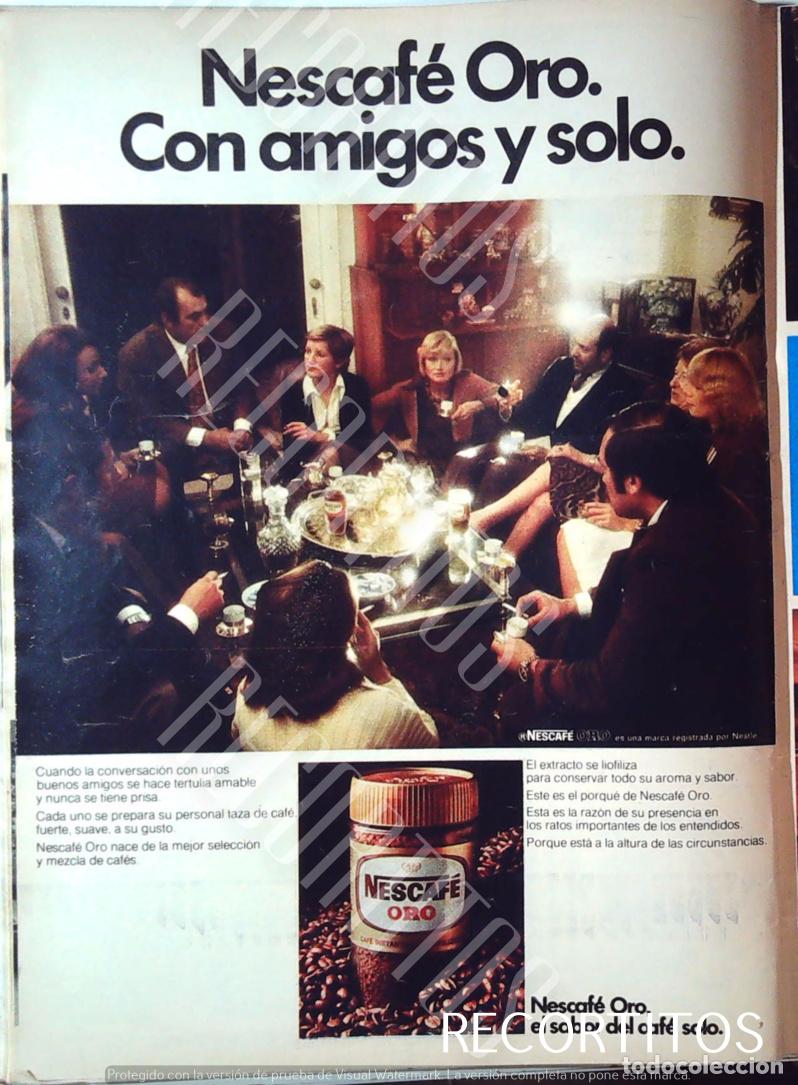 Nescafé Oro.
Con amigos y solo.
NESCAFÉ ORO es una marca registrada por Nestlé
Cuando la conversación con unos
buenos amigos se hace tertulia amable
y nunca se tiene prisa.
Cada uno se prepara su personal taza de café,
fuerte, suave, a su gusto.
Nescafé Oro nace de la mejor selección
y mezcla de cafés.
NESCAFÉ
ORO
El extracto se liofiliza
para conservar todo su aroma y sabor.
Este es el porqué de Nescafé Oro.
Esta es la razón de su presencia en
los ratos importantes de los entendidos.
Porque está a la altura de las circunstancias.
Nescafé Oro,
el sabor del café solo.
RECORTITOS
RECORTITOS
RECORTITOS
RECORTITOS
RECORTITOS
todocoleccion
Protegido con la versión de prueba de Visual Watermark. La versión completa no pone esta marca.